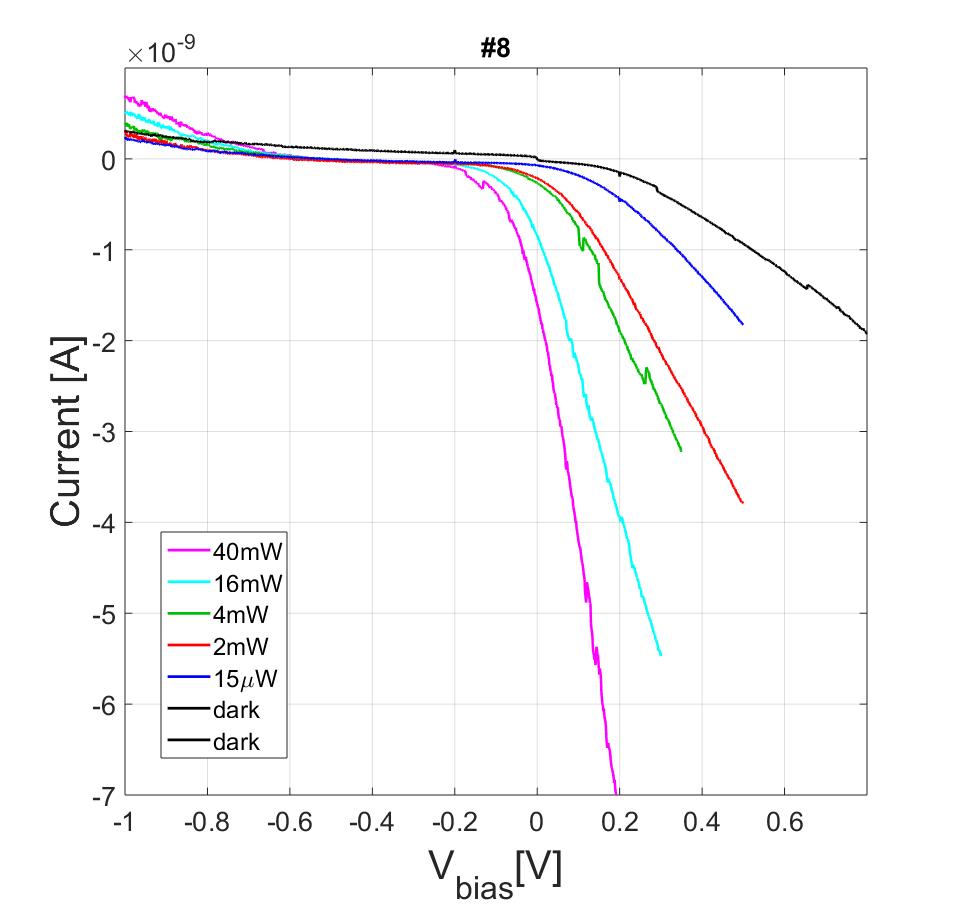 #8
×10^-9
0
-1
-2
-3
-4
-5
-6
-7
Current [A]
40mW
16mW
4mW
2mW
15μW
dark
dark
-1 -0.8 -0.6 -0.4 -0.2 0 0.2 0.4 0.6
V_bias[V]